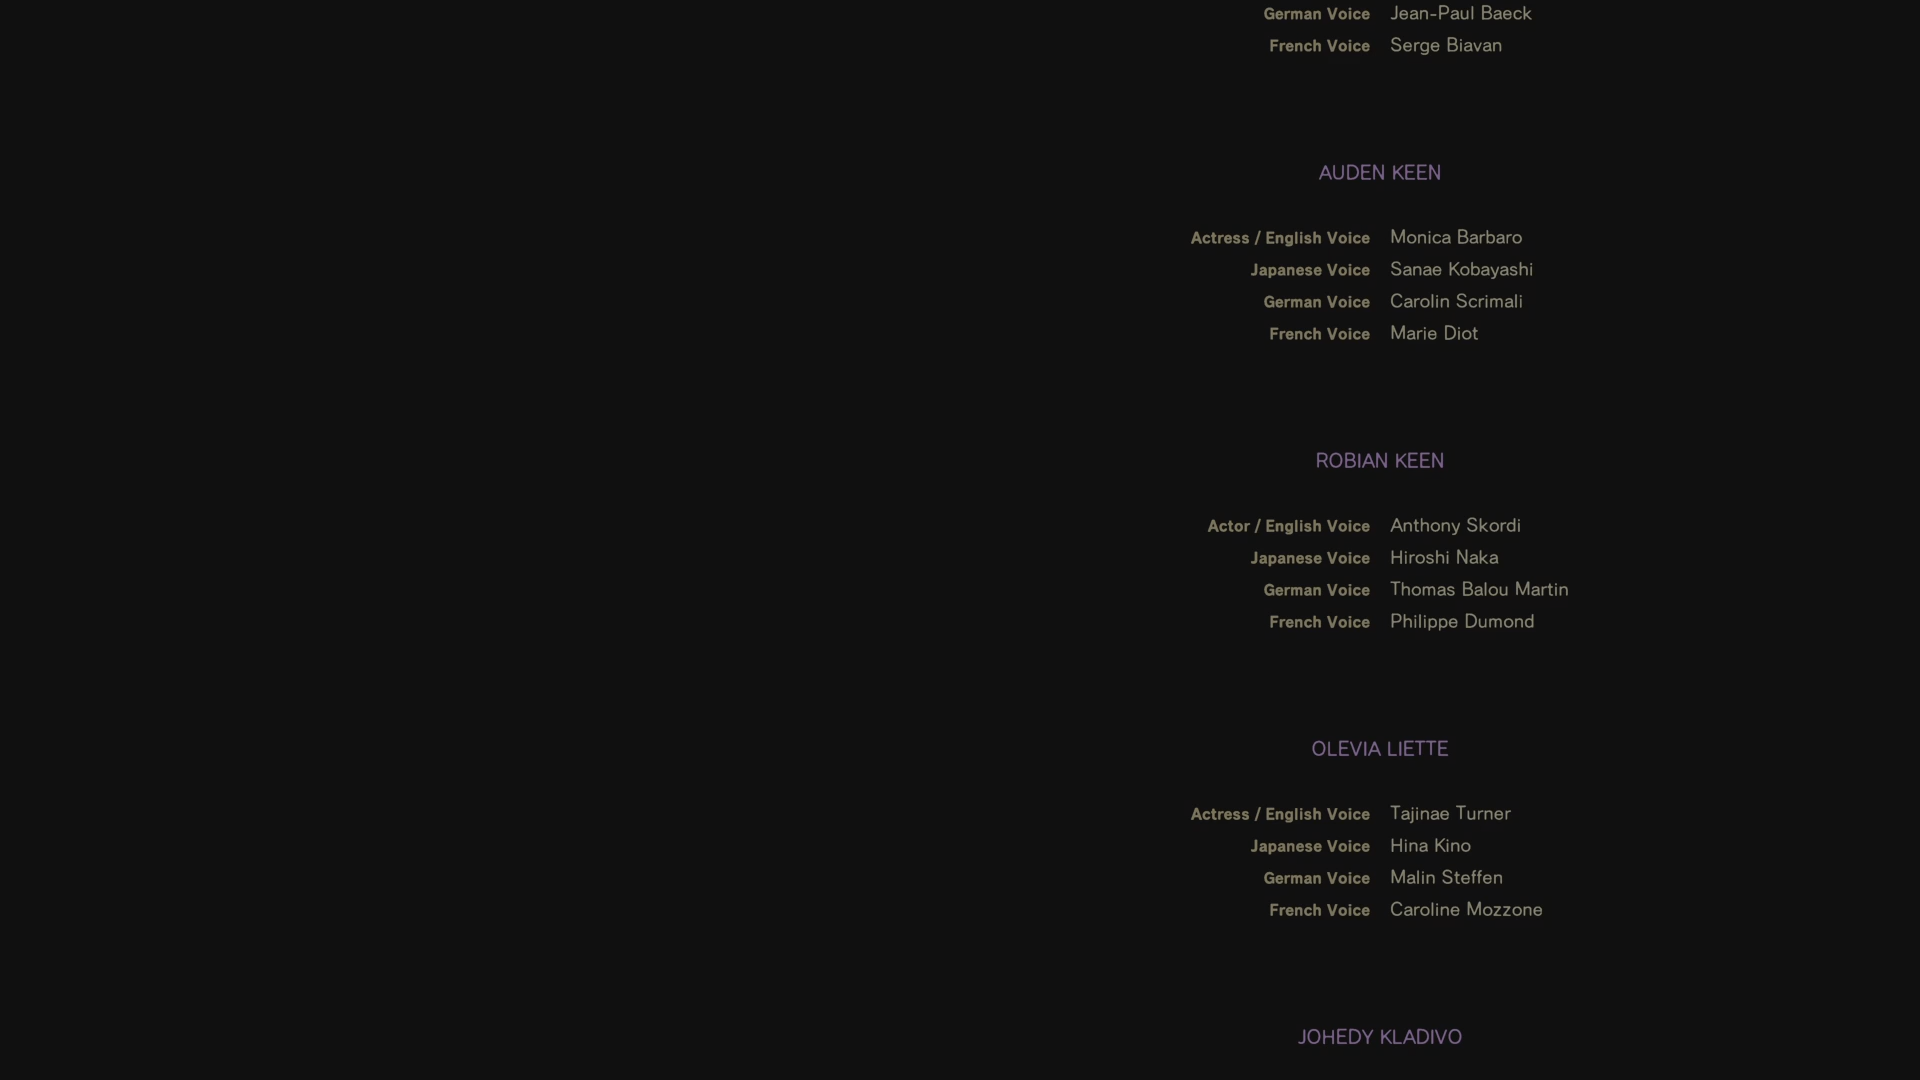 German Voice Jean-Paul Baeck
French Voice Serge Biavan
AUDEN KEEN
Actress / English Voice Monica Barbaro
Japanese Voice Sanae Kobayashi
German Voice Carolin Scrimali
French Voice Marie Diot
ROBIAN KEEN
Actor / English Voice Anthony Skordi
Japanese Voice Hiroshi Naka
German Voice Thomas Balou Martin
French Voice Philippe Dumond
OLEVIA LIETTE
Actress / English Voice Tajinae Turner
Japanese Voice Hina Kino
German Voice Malin Steffen
French Voice Caroline Mozzone
JOHEDY KLADIVO